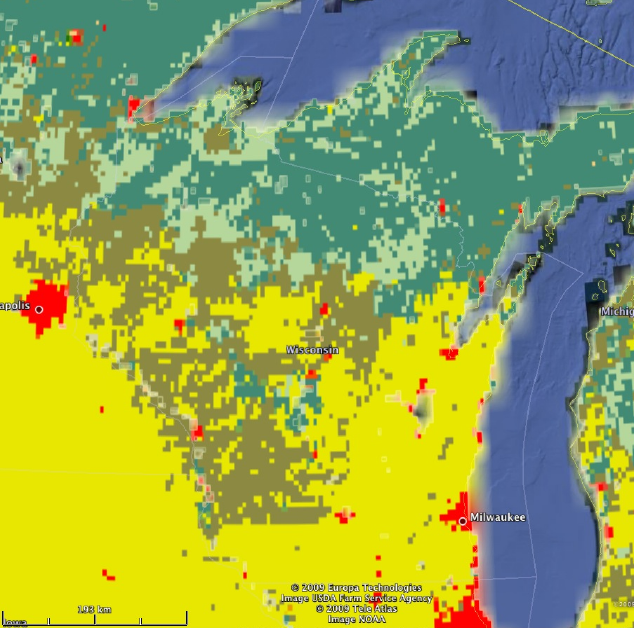 apolis
Michig
Wisconsin
Milwaukee
© 2009 Europa Technologies
Image USDA Farm Service Agency
© 2009 Tele Atlas
Image NOAA
193 km